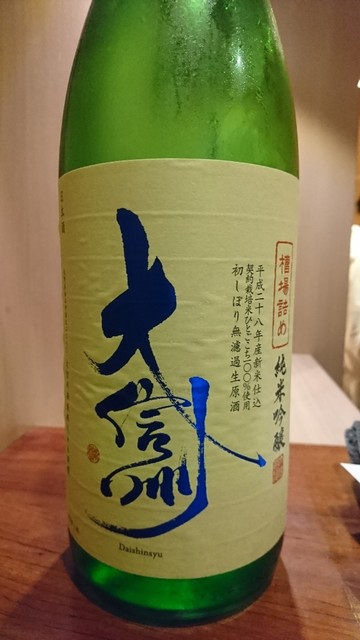 槽場詰め
純米吟醸
平成二十八年産新米仕込
契約栽培米ひとごこち一〇〇%使用
初しぼり無濾過生原酒
大信州
Daishinsyu